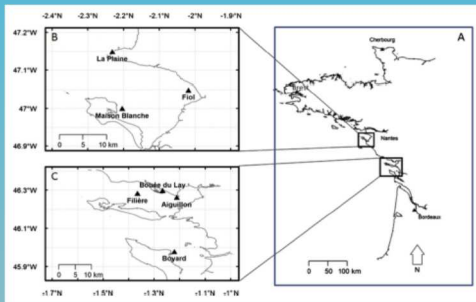 -2.4°W -2.3°W -2.2°W -2.1°W -2°W -1.9°W
47.2°W
47.1°W
47°W
46.9°W
B
La Plaine
Fiol
Maison Blanche
0 5 10 km
A
Cherbourg
Brest
Nantes
Bordeaux
0 50 100 km
N
46.3°W
46.1°W
45.9°W
C
Bouée du Lay
Filière
Aiguillon
Boyard
0 5 10 km
-1.7°W -1.5°W -1.3°W -1.2°W -1.1°W -1°W